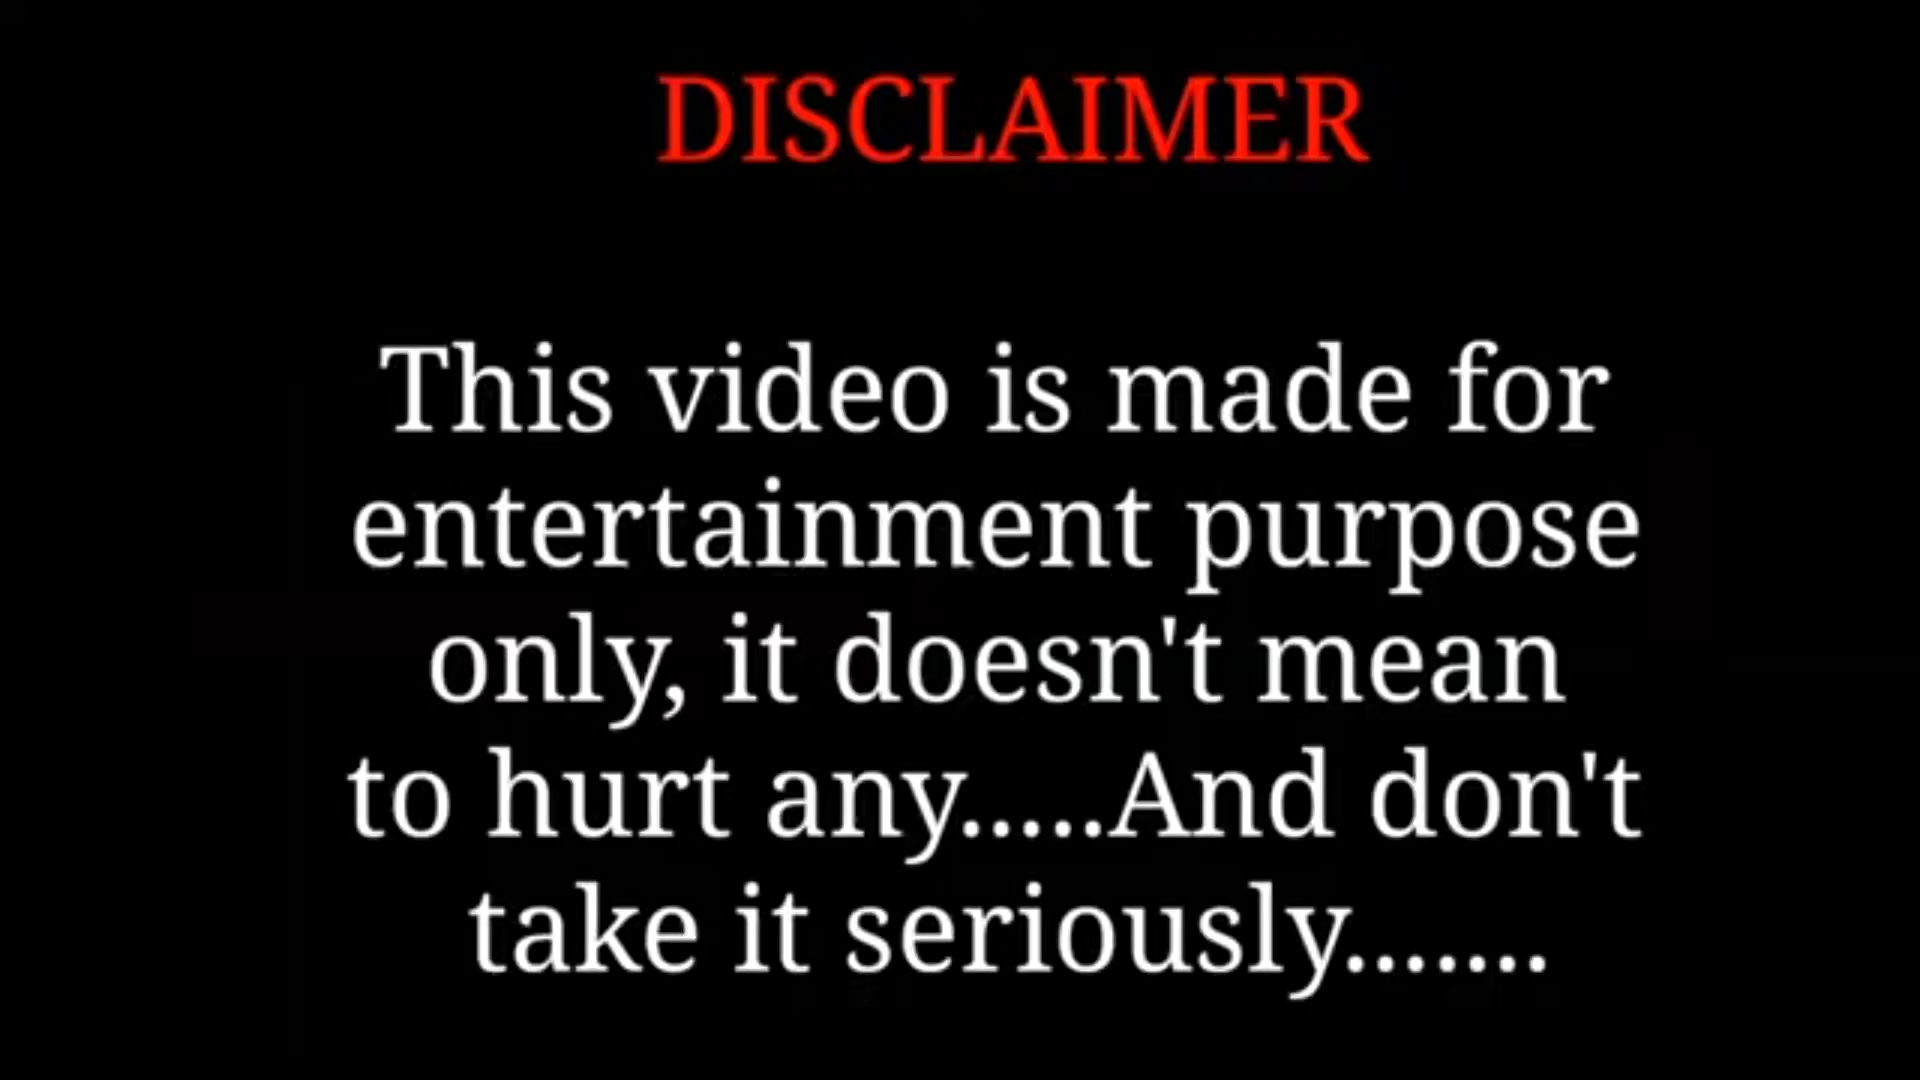 DISCLAIMER
This video is made for
entertainment purpose
only, it doesn't mean
to hurt any.....And don't
take it seriously.......